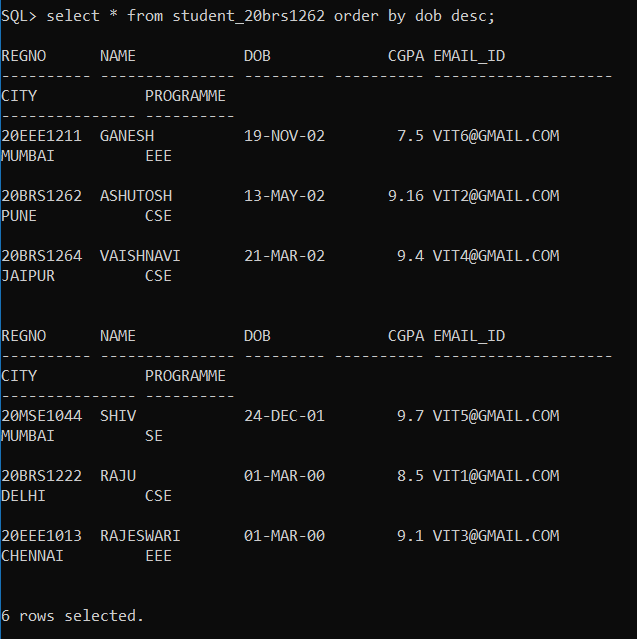 SQL> select * from student_20brs1262 order by dob desc;
REGNO      NAME            DOB             CGPA EMAIL_ID
---------- --------------- --------- ---------- --------------------
CITY            PROGRAMME
--------------- ----------
20EEE1211  GANESH          19-NOV-02        7.5 VIT6@GMAIL.COM
MUMBAI          EEE
20BRS1262  ASHUTOSH        13-MAY-02       9.16 VIT2@GMAIL.COM
PUNE            CSE
20BRS1264  VAISHNAVI       21-MAR-02        9.4 VIT4@GMAIL.COM
JAIPUR          CSE
REGNO      NAME            DOB             CGPA EMAIL_ID
---------- --------------- --------- ---------- --------------------
CITY            PROGRAMME
--------------- ----------
20MSE1044  SHIV            24-DEC-01        9.7 VIT5@GMAIL.COM
MUMBAI          SE
20BRS1222  RAJU            01-MAR-00        8.5 VIT1@GMAIL.COM
DELHI           CSE
20EEE1013  RAJESWARI       01-MAR-00        9.1 VIT3@GMAIL.COM
CHENNAI         EEE
6 rows selected.